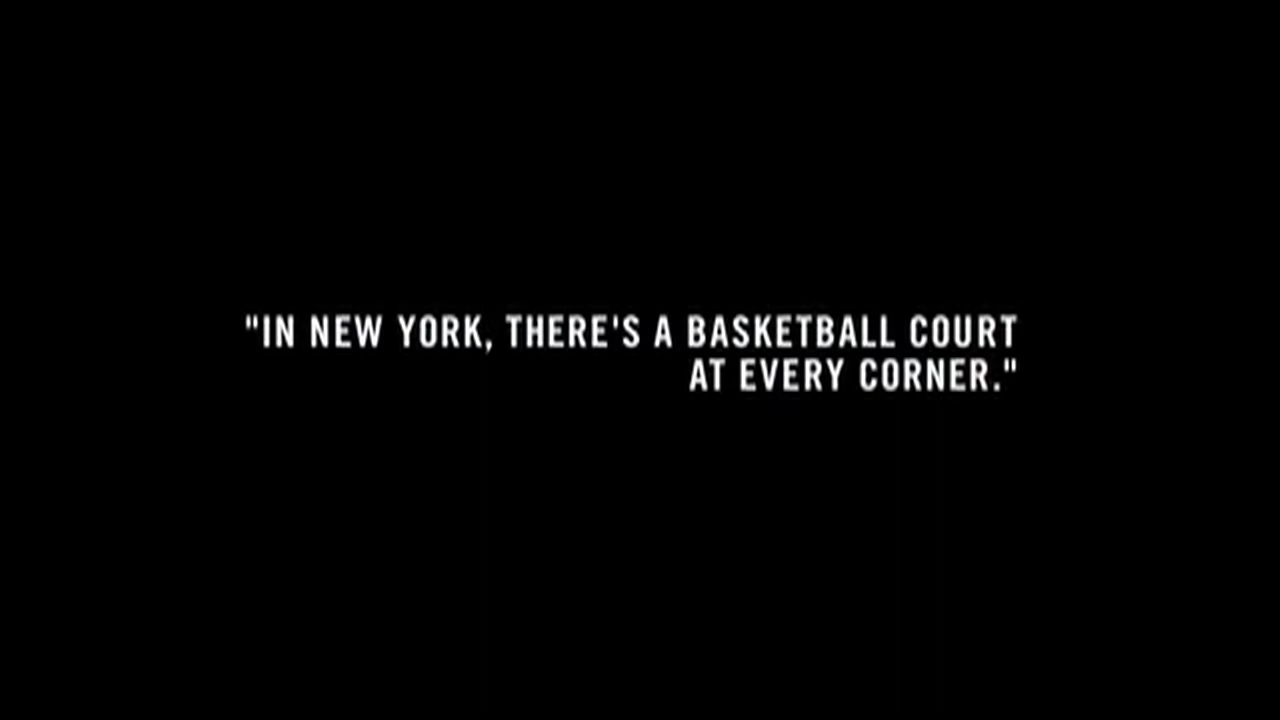 "IN NEW YORK, THERE'S A BASKETBALL COURT
AT EVERY CORNER."